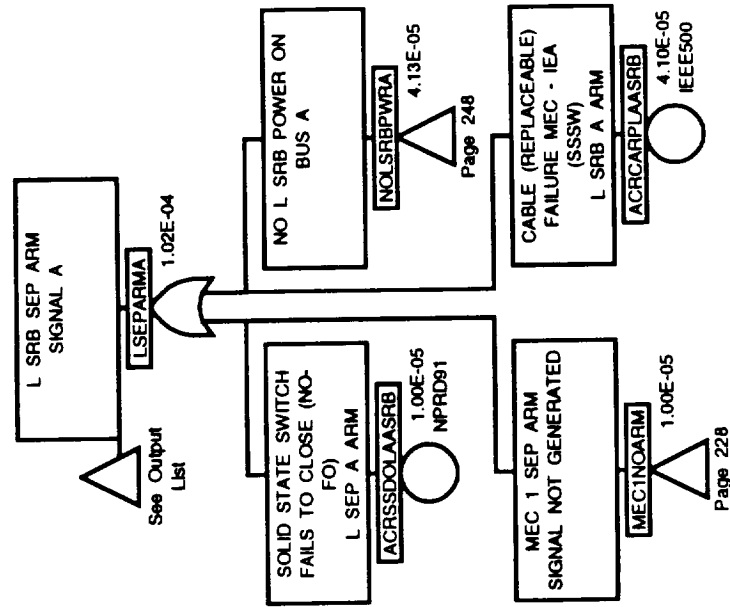 L SRB SEP ARM
SIGNAL A
See Output
List
LSEPARMA
1.02E-04
SOLID STATE SWITCH
FAILS TO CLOSE (NO-
FO)
L SEP A ARM
ACRSSDOLAASRB
1.00E-05
NPRD91
NO L SRB POWER ON
BUS A
NOLSRBPWRA
4.13E-05
Page 248
MEC 1 SEP ARM
SIGNAL NOT GENERATED
MEC1NOARM
1.00E-05
Page 228
CABLE (REPLACEABLE)
FAILURE MEC - IEA
(SSSW)
L SRB A ARM
ACRCARPLAASRB
4.10E-05
IEEE500